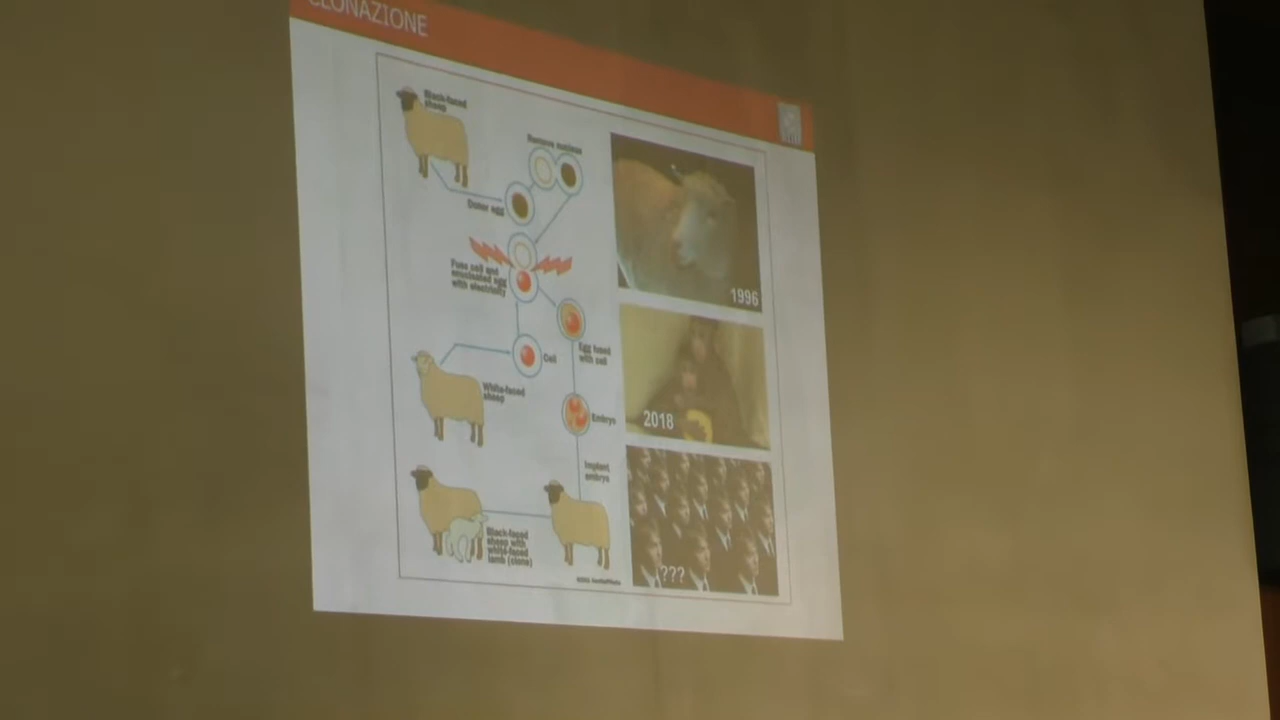 CLONAZIONE
Black-faced
sheep
Remove nucleus
Donor egg
Fuse cell and
enucleated egg
with electricity
Egg fused
with cell
Cell
White-faced
sheep
Embryo
Implant
embryo
Black-faced
sheep with
white-faced
lamb (clone)
1996
2018
???